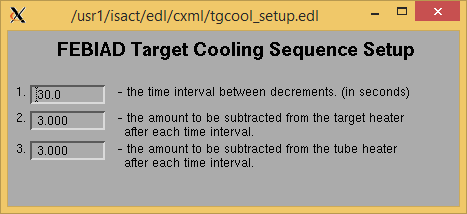 /usr1/isact/edl/cxml/tgcool_setup.edl
FEBIAD Target Cooling Sequence Setup
1. 30.0 - the time interval between decrements. (in seconds)
2. 3.000 - the amount to be subtracted from the target heater
after each time interval.
3. 3.000 - the amount to be subtracted from the tube heater
after each time interval.